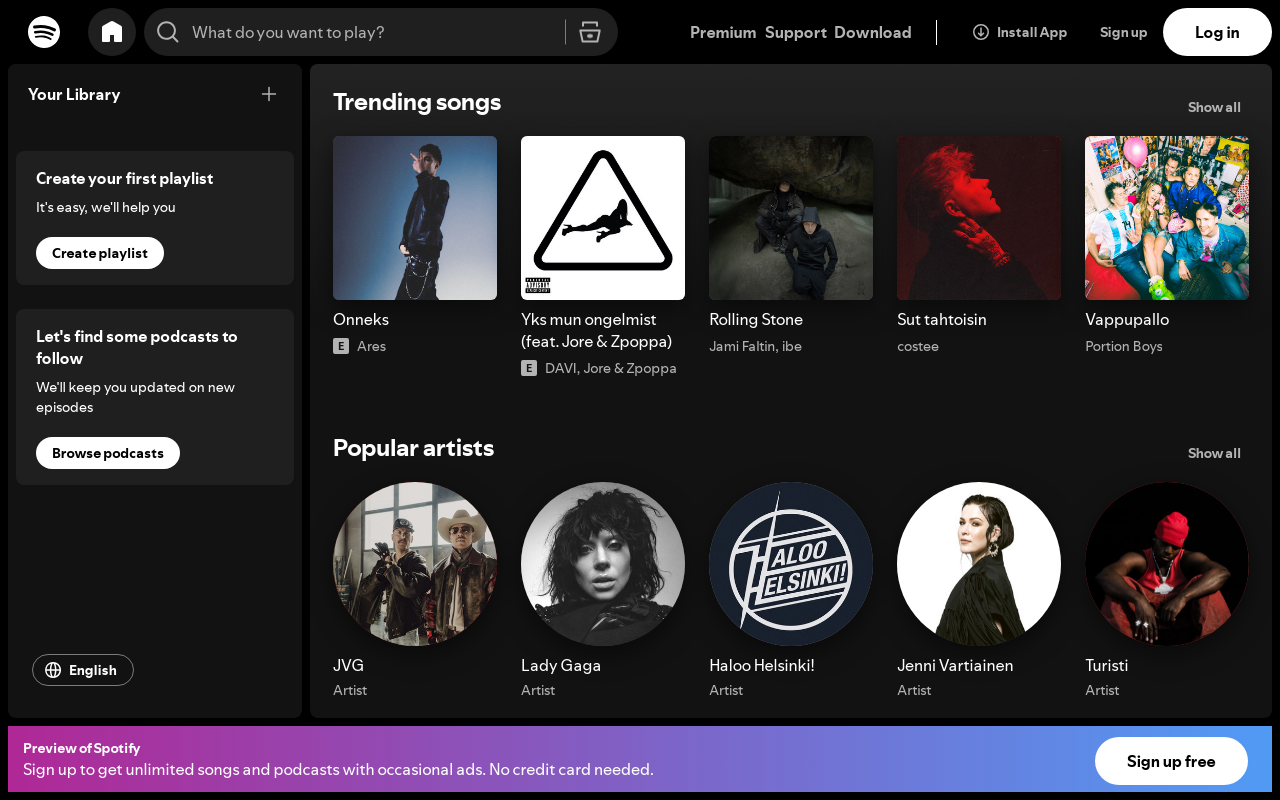 What do you want to play?
Premium Support Download
Install App
Sign up
Log in
Your Library
Create your first playlist
It's easy, we'll help you
Create playlist
Let's find some podcasts to
follow
We'll keep you updated on new
episodes
Browse podcasts
English
Trending songs
Show all
Onneks
E Ares
Yks mun ongelmist
(feat. Jore & Zpoppa)
E DAVI, Jore & Zpoppa
Rolling Stone
Jami Faltin, ibe
Sut tahtoisin
costee
Vappupallo
Portion Boys
Popular artists
Show all
JVG
Artist
Lady Gaga
Artist
HALOO
HELSINKI!
Haloo Helsinki!
Artist
Jenni Vartiainen
Artist
Turisti
Artist
Preview of Spotify
Sign up to get unlimited songs and podcasts with occasional ads. No credit card needed.
Sign up free